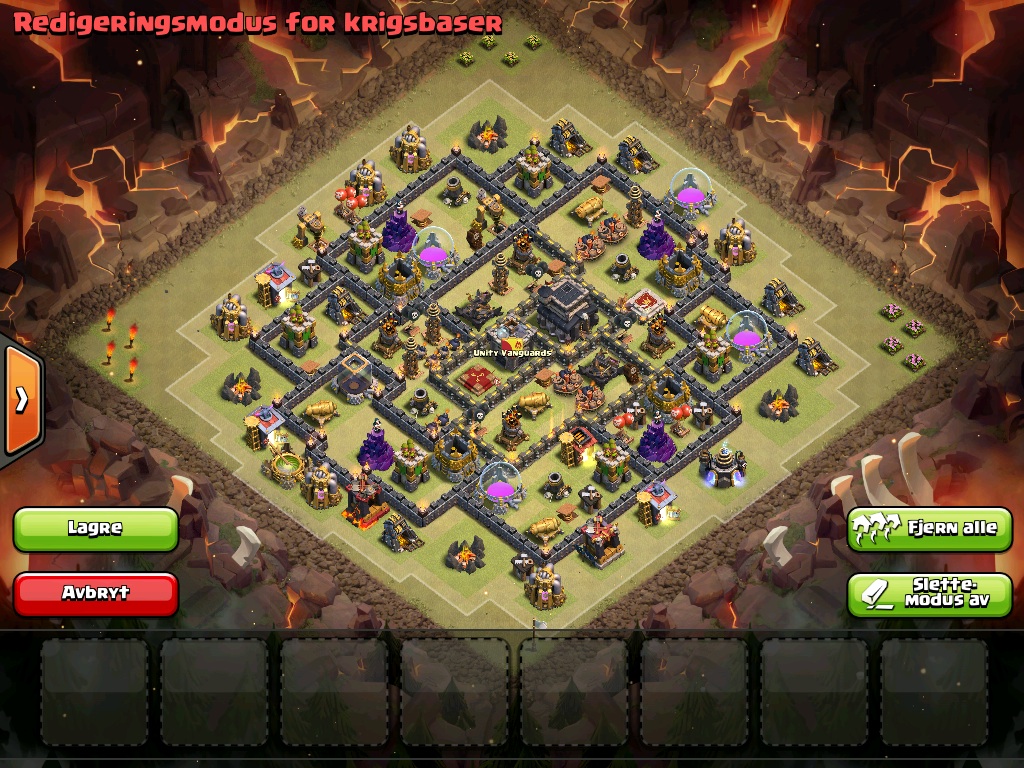 Redigeringsmodus for krigsbaser
Unity Vanguards
Lagre
Avbryt
Fjern alle
Slette-
modus av